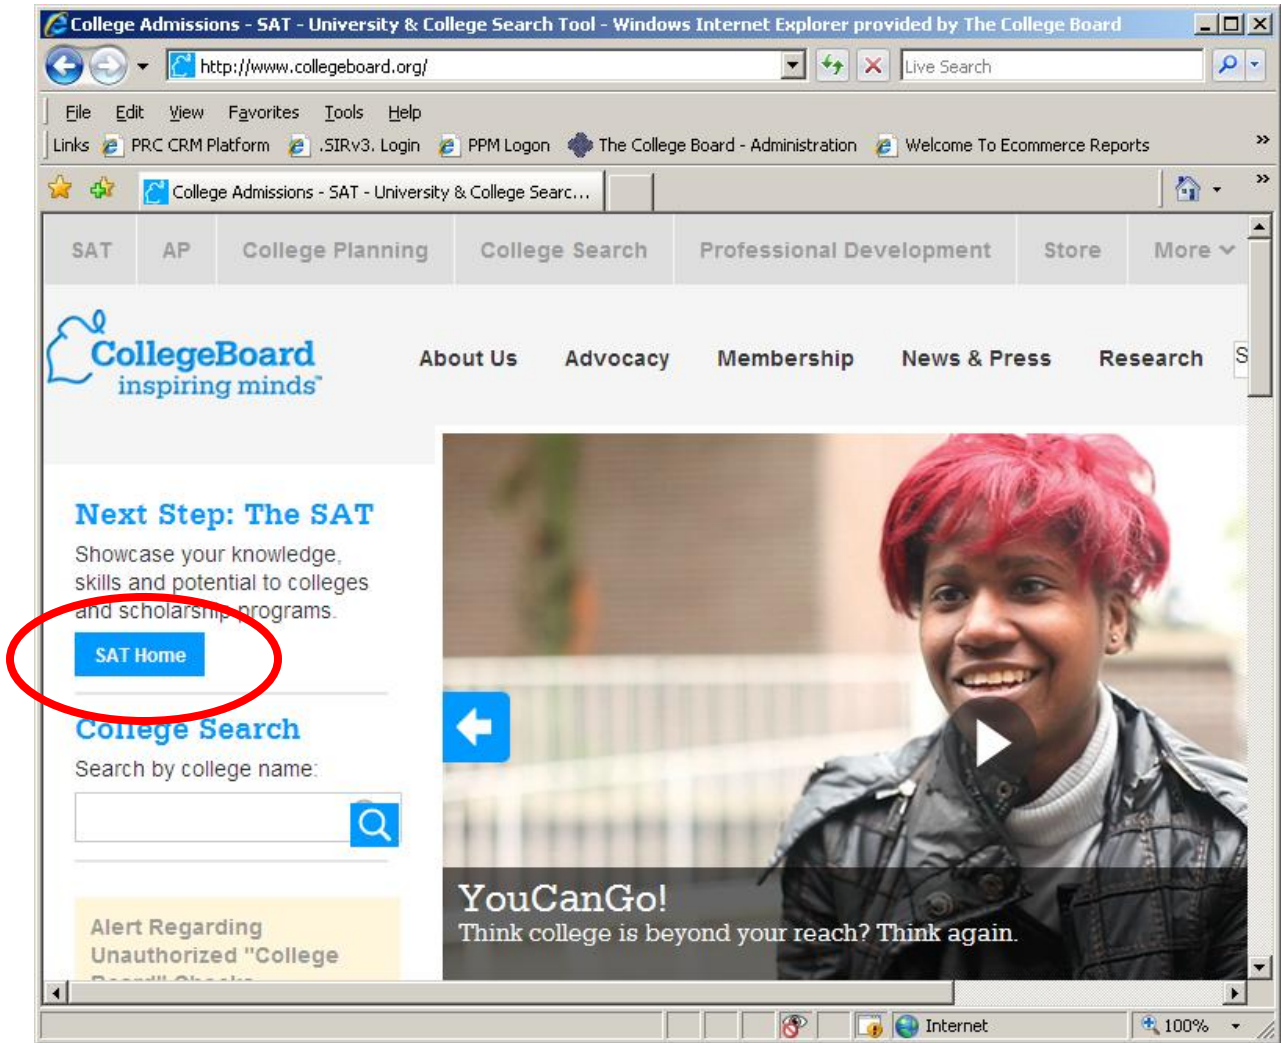 College Admissions - SAT - University & College Search Tool - Windows Internet Explorer provided by The College Board
http://www.collegeboard.org/
Live Search
File Edit View Favorites Tools Help
Links PRC CRM Platform .SIRv3. Login PPM Logon The College Board - Administration Welcome To Ecommerce Reports »
College Admissions - SAT - University & College Searc... »
SAT AP College Planning College Search Professional Development Store More
CollegeBoard
inspiring minds™
About Us Advocacy Membership News & Press Research S
Next Step: The SAT
Showcase your knowledge,
skills and potential to colleges
and scholarship programs.
SAT Home
College Search
Search by college name:
Alert Regarding
Unauthorized "College
YouCanGo!
Think college is beyond your reach? Think again.
Internet 100%